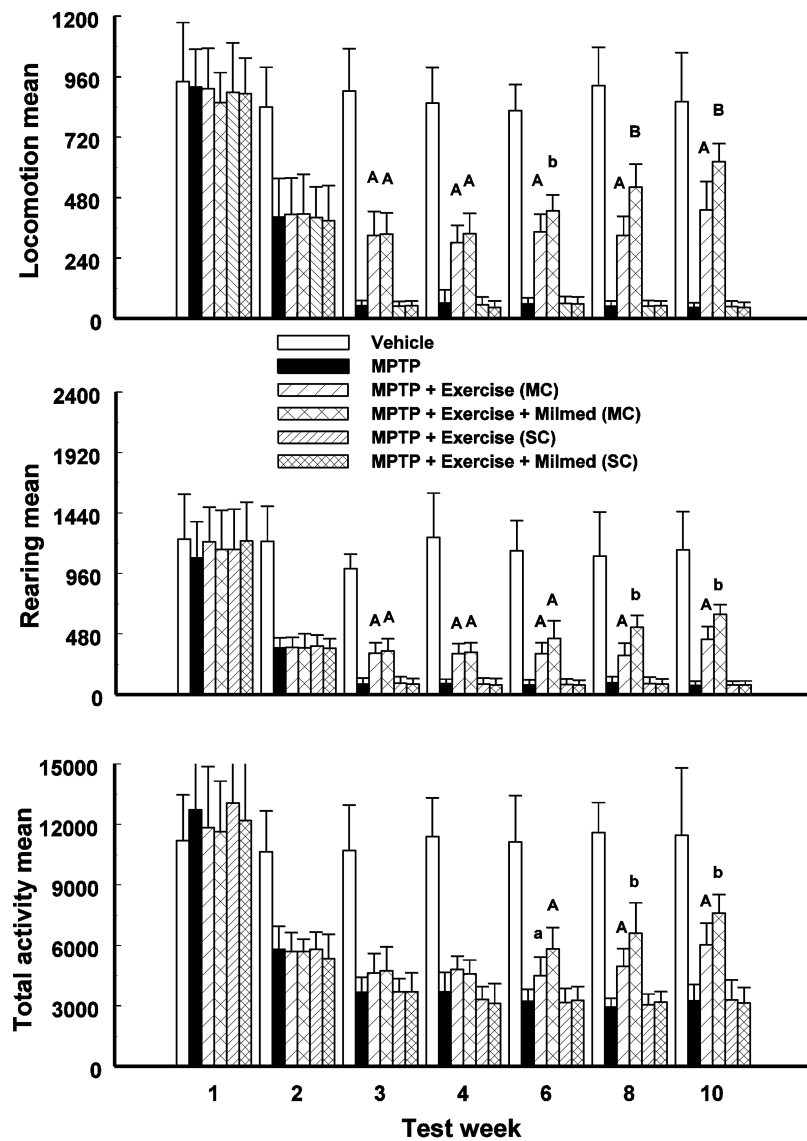 1200
960
720
480
240
0
Locomotion mean
A A
A A
A b
A B
A B
Vehicle
MPTP
MPTP + Exercise (MC)
MPTP + Exercise + Milmed (MC)
MPTP + Exercise (SC)
MPTP + Exercise + Milmed (SC)
2400
1920
1440
960
480
0
Rearing mean
A A
A A
A A
A b
A b
15000
12000
9000
6000
3000
0
Total activity mean
a A
A b
A b
1 2 3 4 6 8 10
Test week